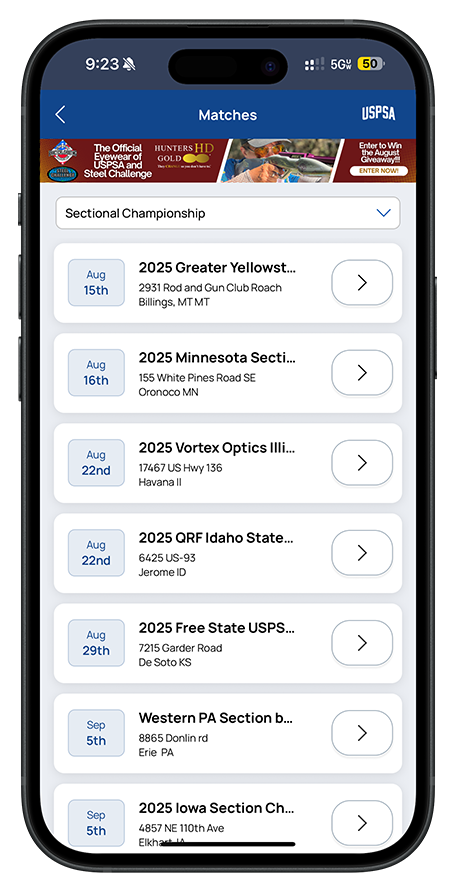 9:23
5G
50
Matches
USPSA
The Official
Eyewear of
USPSA and
Steel Challenge
HUNTERS HD
GOLD
Enter to Win
the August
Giveaway!!!
ENTER NOW!
Sectional Championship
Aug
15th
2025 Greater Yellowst...
2931 Rod and Gun Club Roach
Billings, MT MT
Aug
16th
2025 Minnesota Secti...
155 White Pines Road SE
Oronoco MN
Aug
22nd
2025 Vortex Optics Illi...
17467 US Hwy 136
Havana Il
Aug
22nd
2025 QRF Idaho State...
6425 US-93
Jerome ID
Aug
29th
2025 Free State USPS...
7215 Garder Road
De Soto KS
Sep
5th
Western PA Section b...
8865 Donlin rd
Erie PA
Sep
5th
2025 Iowa Section Ch...
4857 NE 110th Ave